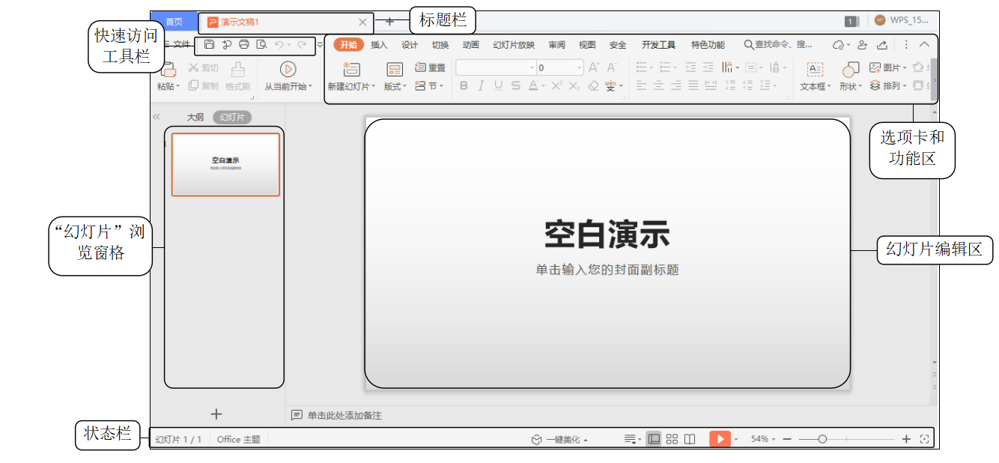 标题栏
首页
演示文稿1
1
WPS_15...
快速访问
工具栏
文件
开始 插入 设计 切换 动画 幻灯片放映 审阅 视图 安全 开发工具 特色功能 查找命令、搜...
剪切 重置 0 图片
粘贴 复制 格式刷 从当前开始 新建幻灯片 版式 节 B I U S A X² X₂ wén 文 文本框 形状 排列
选项卡和
功能区
大纲 幻灯片
1
空白演示
“幻灯片”浏
览窗格
空白演示
单击输入您的封面副标题
幻灯片编辑区
单击此处添加备注
状态栏
幻灯片 1 / 1 Office 主题 一键美化 54%